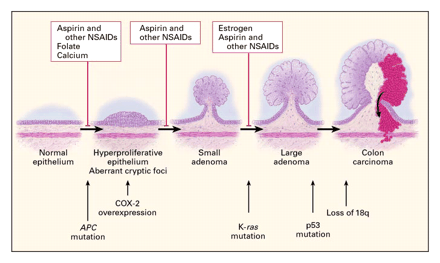 Aspirin and
other NSAIDs
Folate
Calcium
Aspirin and
other NSAIDs
Estrogen
Aspirin and
other NSAIDs
Normal
epithelium
Hyperproliferative
epithelium
Aberrant cryptic foci
Small
adenoma
Large
adenoma
Colon
carcinoma
APC
mutation
COX-2
overexpression
K-ras
mutation
p53
mutation
Loss of 18q